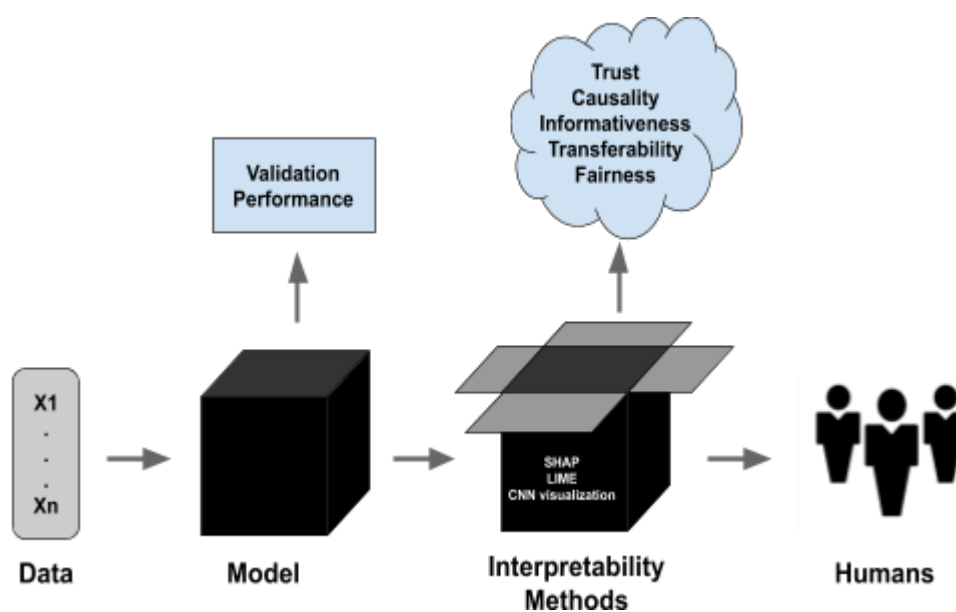 Trust
Causality
Informativeness
Transferability
Fairness
Validation
Performance
X1
.
.
.
Xn
SHAP
LIME
CNN visualization
Data
Model
Interpretability
Methods
Humans